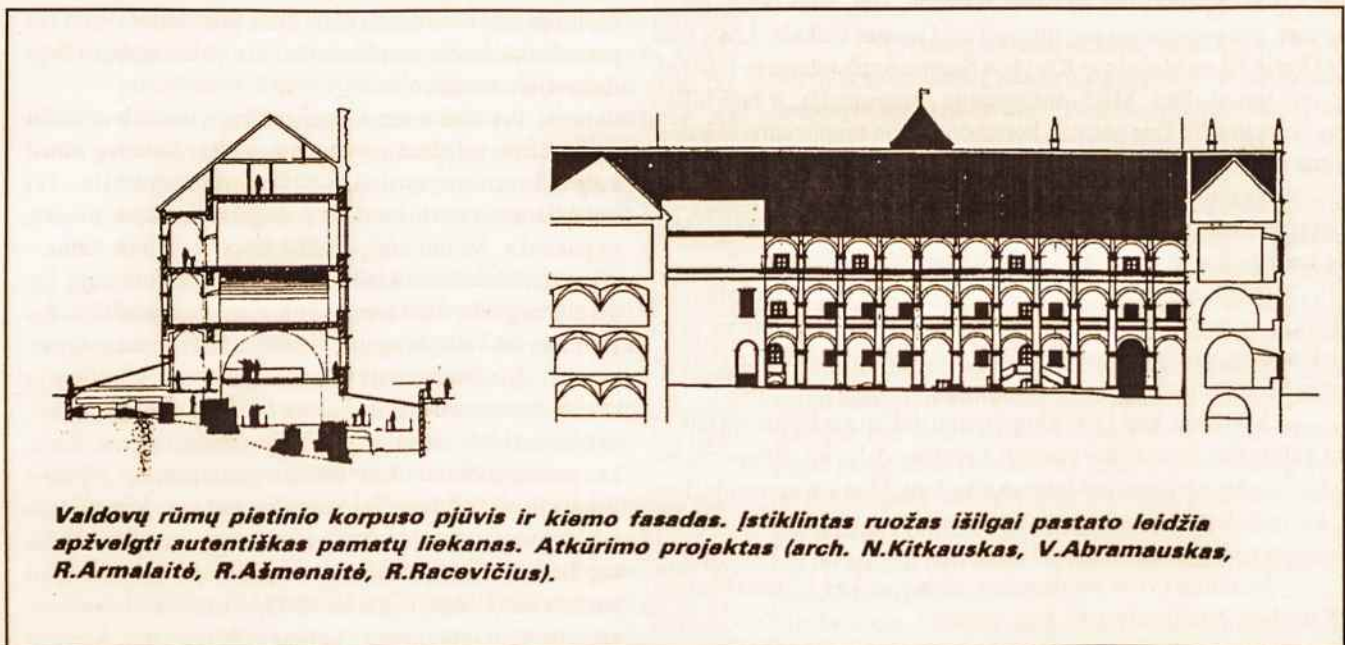 Valdovų rūmų pietinio korpuso pjūvis ir kiemo fasadas. Įstiklintas ruožas išilgai pastato leidžia
apžvelgti autentiškas pamatų liekanas. Atkūrimo projektas (arch. N.Kitkauskas, V.Abramauskas,
R.Armalaitė, R.Ašmenaitė, R.Racevičius).